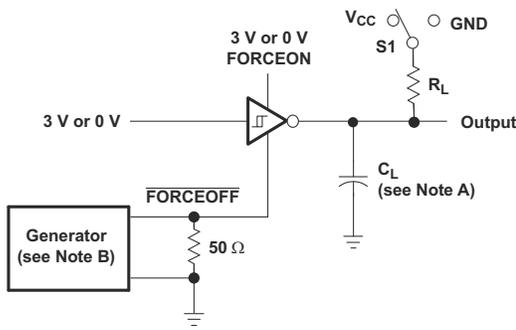 VCC
GND
S1
3 V or 0 V
FORCEON
RL
3 V or 0 V
Output
CL
(see Note A)
FORCEOFF
Generator
(see Note B)
50 Ω